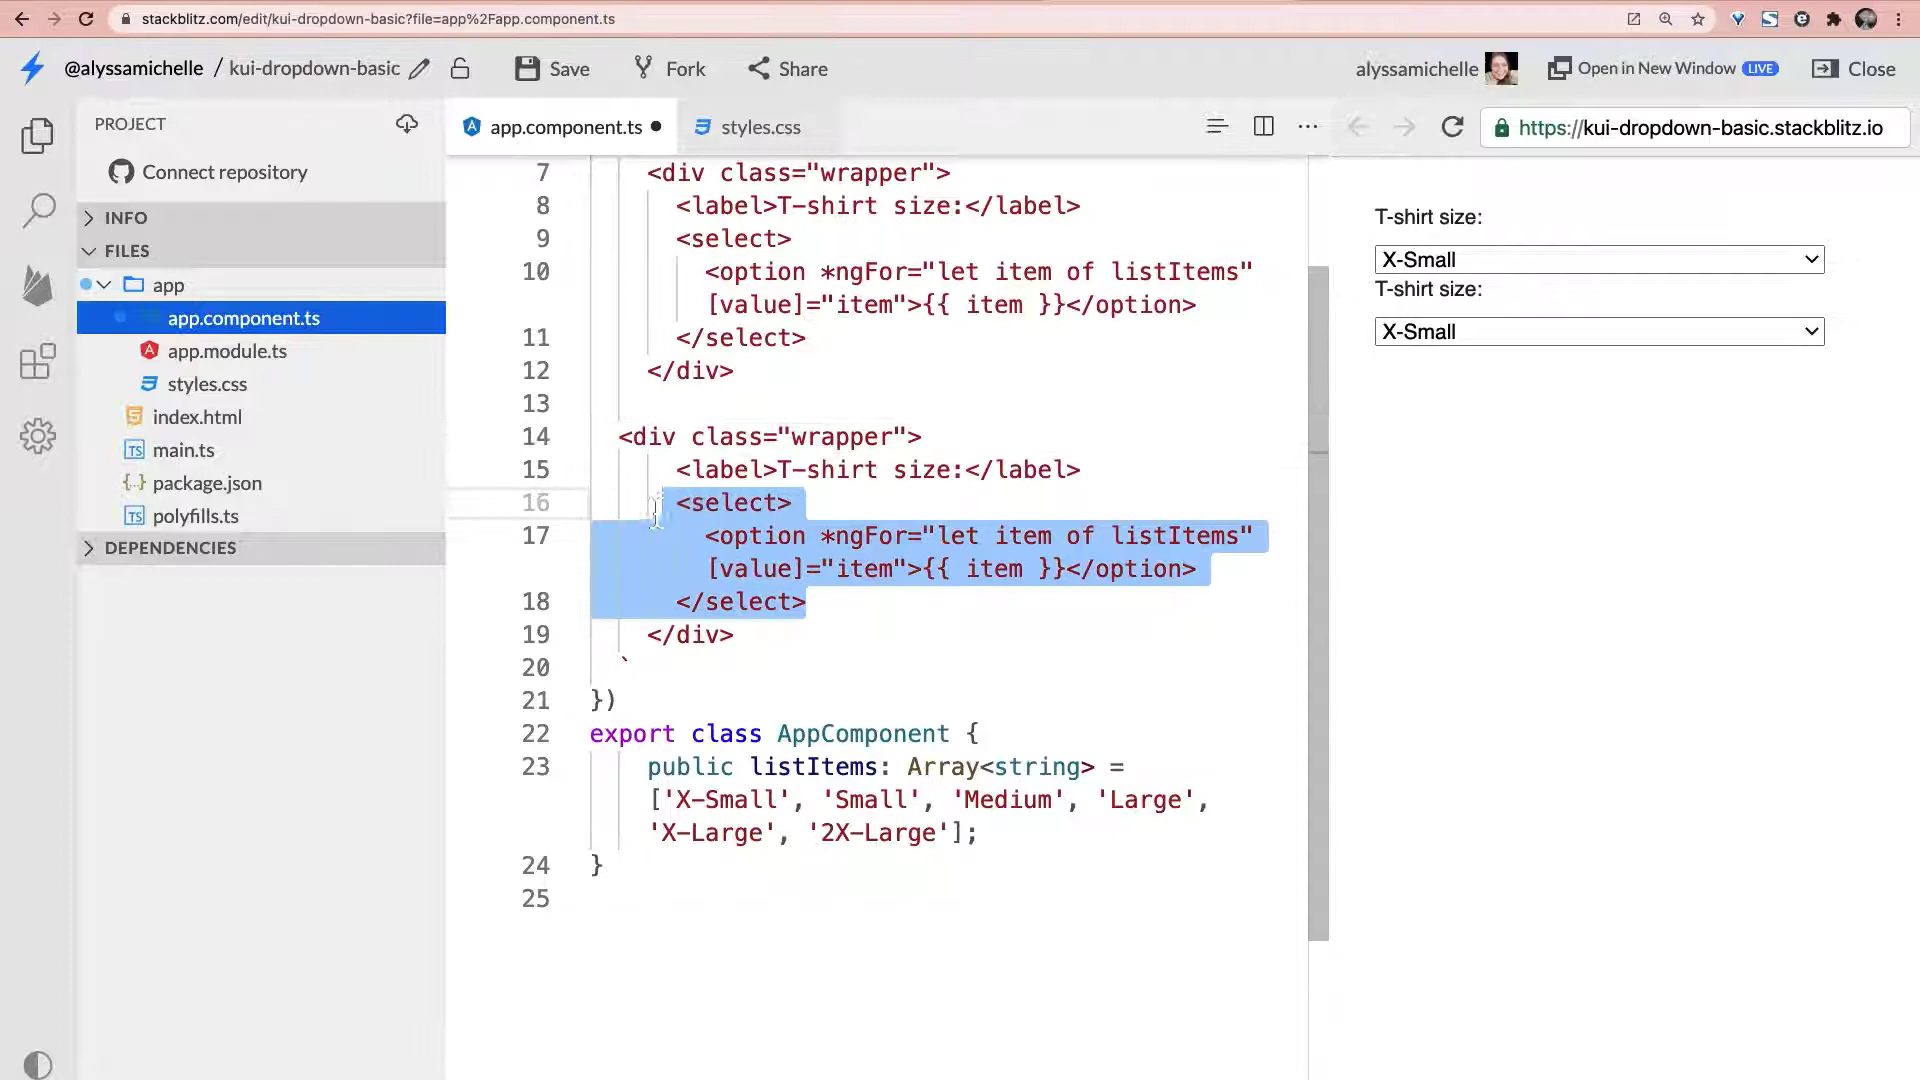 stackblitz.com/edit/kui-dropdown-basic?file=app%2Fapp.component.ts
@alyssamichelle / kui-dropdown-basic
Save
Fork
Share
alyssamichelle
Open in New Window LIVE
Close
PROJECT
Connect repository
INFO
FILES
app
app.component.ts
app.module.ts
styles.css
index.html
main.ts
package.json
polyfills.ts
DEPENDENCIES
app.component.ts
styles.css
https://kui-dropdown-basic.stackblitz.io
7 <div class="wrapper">
8 <label>T-shirt size:</label>
9 <select>
10 <option *ngFor="let item of listItems"
[value]="item">{{ item }}</option>
11 </select>
12 </div>
13
14 <div class="wrapper">
15 <label>T-shirt size:</label>
16 <select>
17 <option *ngFor="let item of listItems"
[value]="item">{{ item }}</option>
18 </select>
19 </div>
20 `
21 })
22 export class AppComponent {
23 public listItems: Array<string> =
['X-Small', 'Small', 'Medium', 'Large',
'X-Large', '2X-Large'];
24 }
25
T-shirt size:
X-Small
T-shirt size:
X-Small